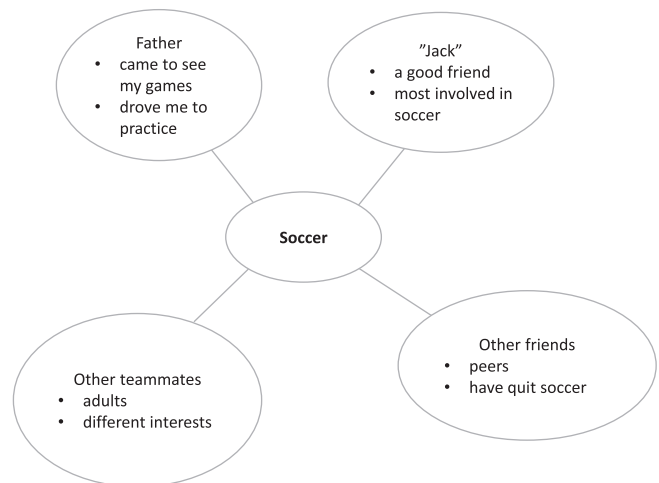 Father
• came to see
my games
• drove me to
practice
”Jack”
• a good friend
• most involved in
soccer
Soccer
Other teammates
• adults
• different interests
Other friends
• peers
• have quit soccer